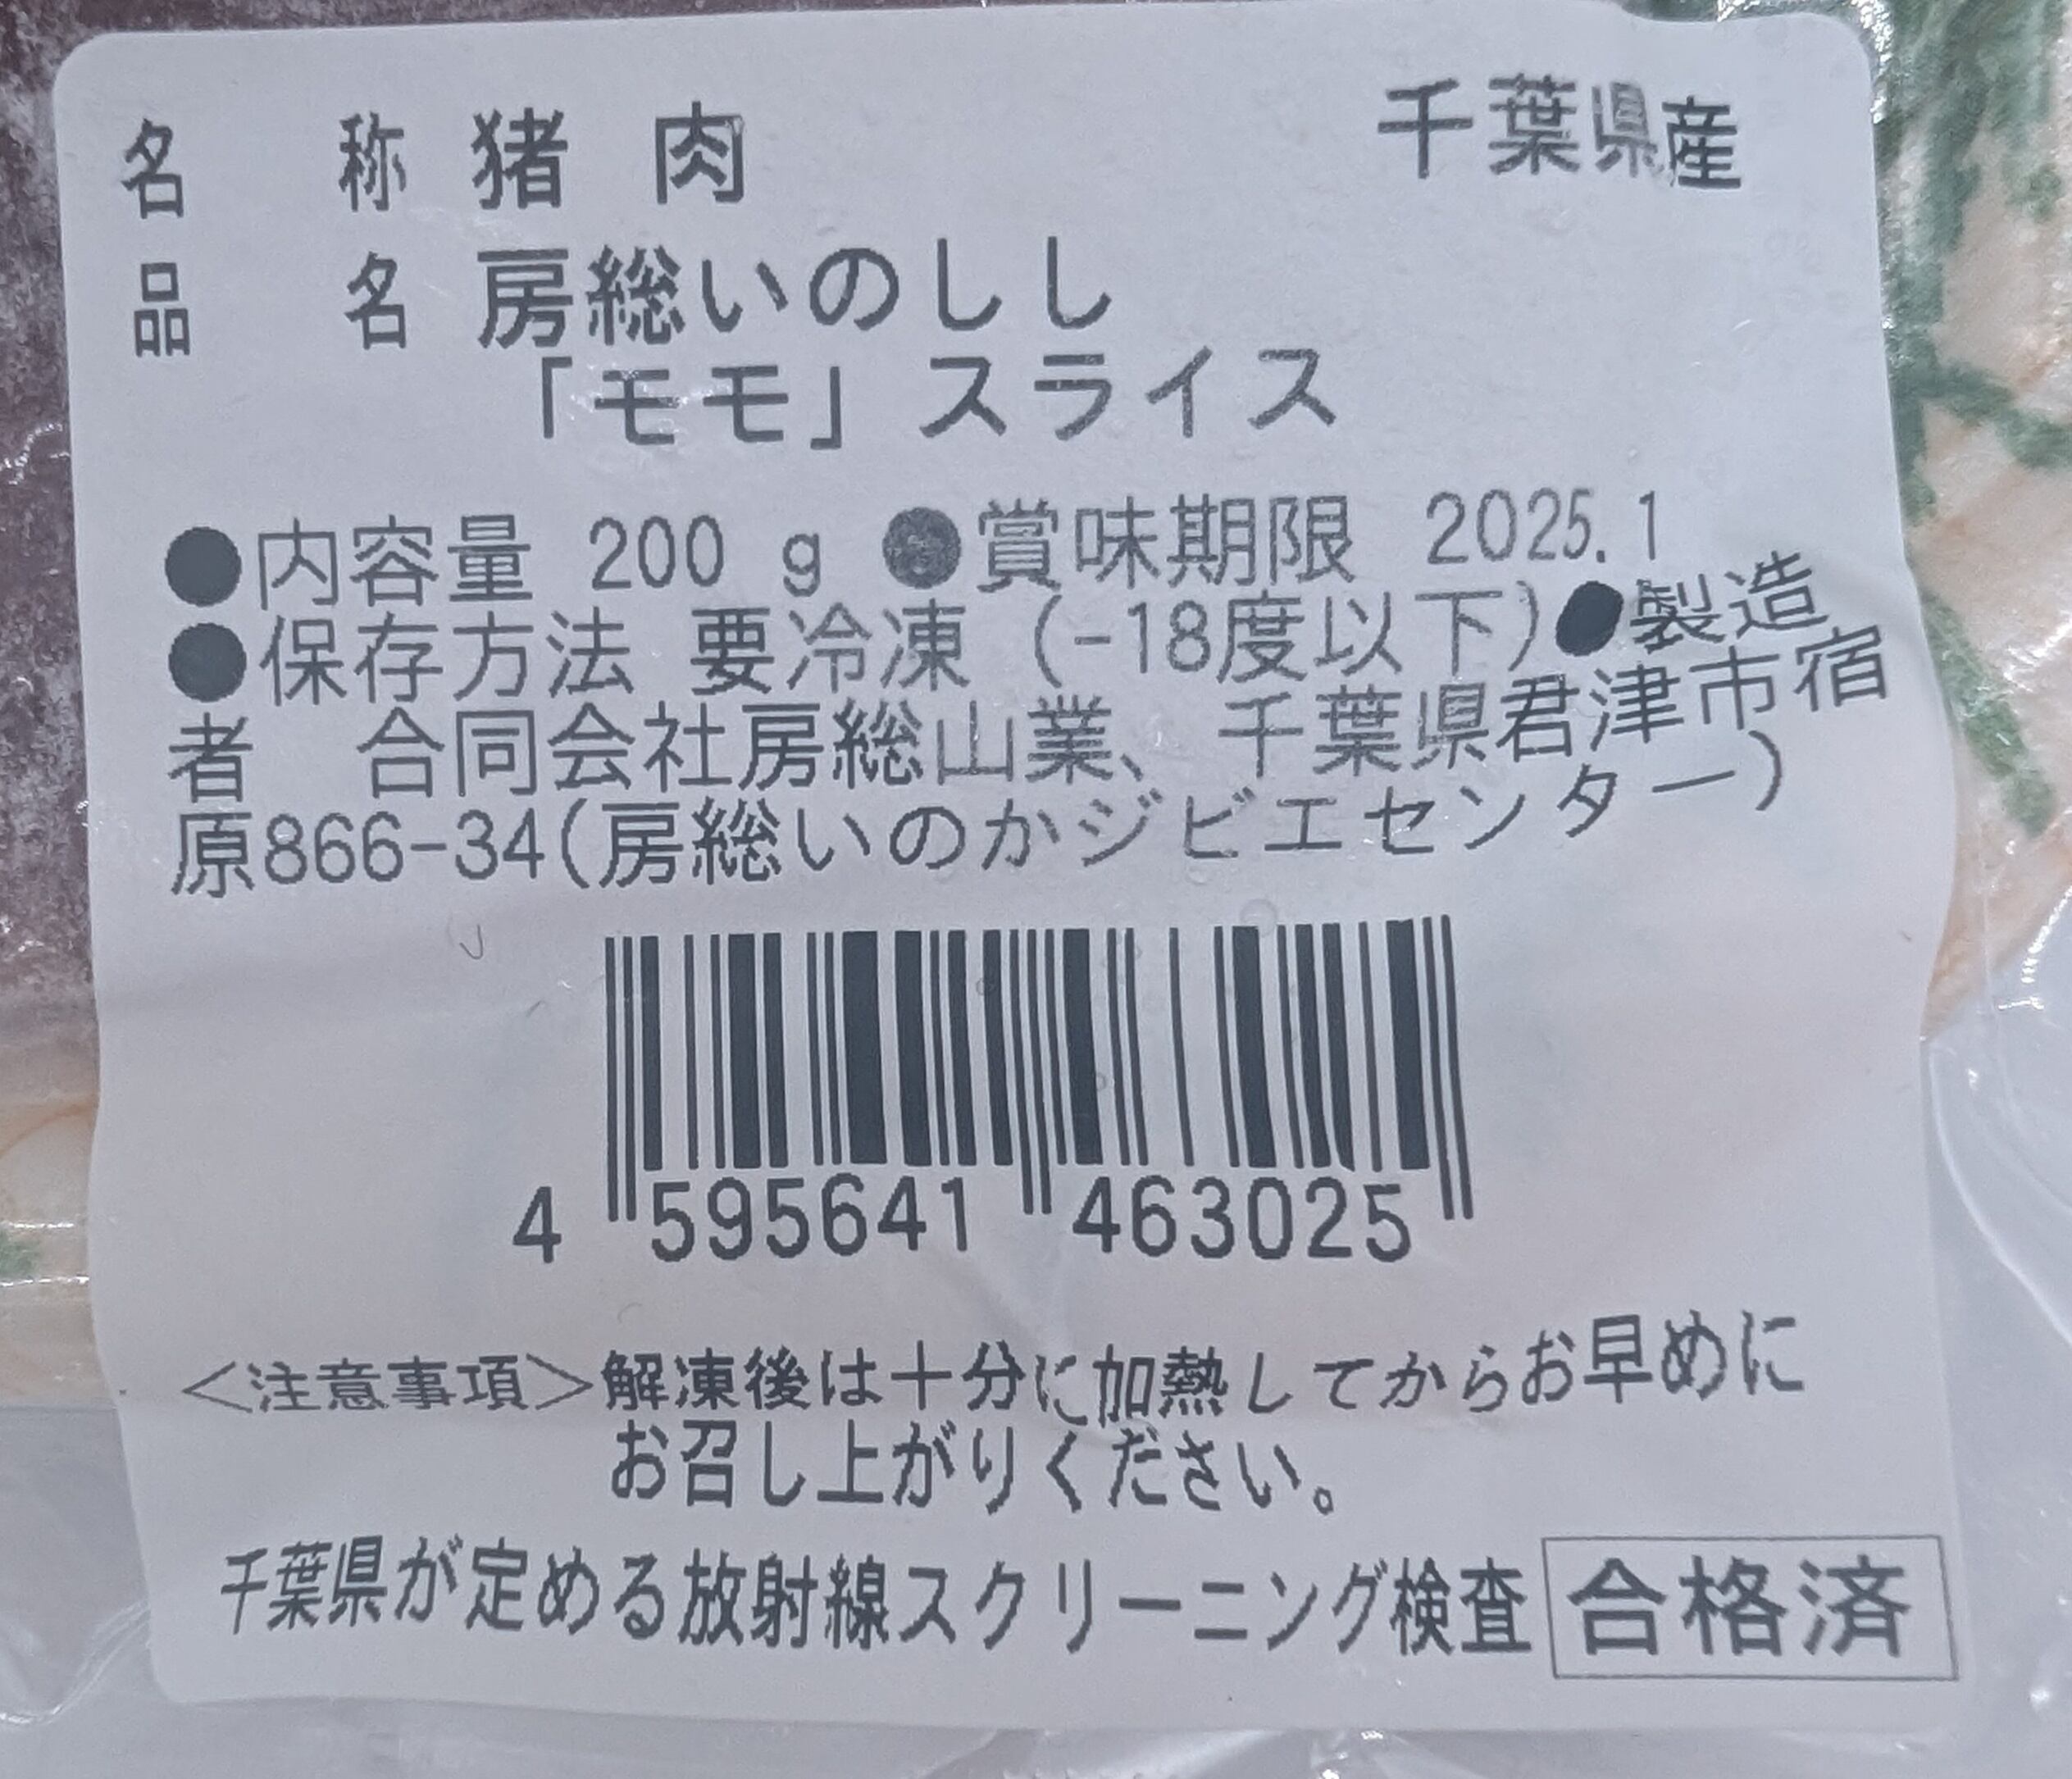 名 称 猪 肉 千葉県産
品 名 房総いのしし
「モモ」スライス
●内容量 200 g ●賞味期限 2025.1
●保存方法 要冷凍 (-18度以下)●製造
者 合同会社房総山業、千葉県君津市宿
原866-34(房総いのかジビエセンター)
4 595641 463025
＜注意事項＞解凍後は十分に加熱してからお早めに
お召し上がりください。
千葉県が定める放射線スクリーニング検査 合格済